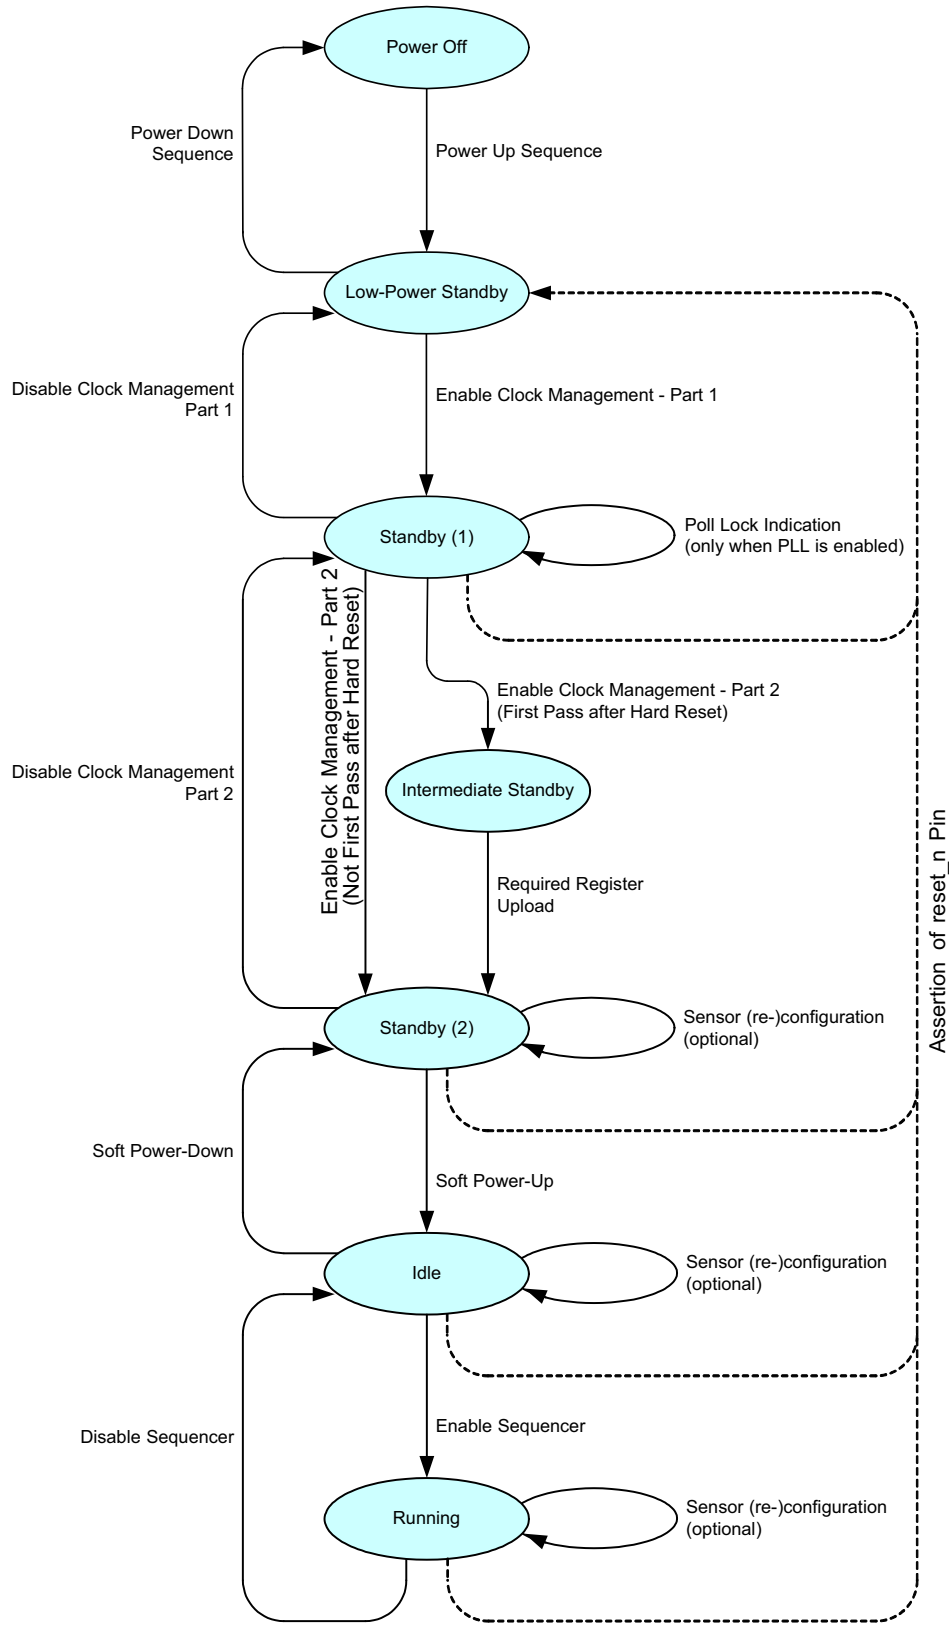 Power Off
Power Down
Sequence
Power Up Sequence
Low-Power Standby
Disable Clock Management
Part 1
Enable Clock Management - Part 1
Standby (1)
Poll Lock Indication
(only when PLL is enabled)
Enable Clock Management - Part 2
(Not First Pass after Hard Reset)
Enable Clock Management - Part 2
(First Pass after Hard Reset)
Disable Clock Management
Part 2
Intermediate Standby
Assertion of reset_n Pin
Required Register
Upload
Standby (2)
Sensor (re-)configuration
(optional)
Soft Power-Down
Soft Power-Up
Idle
Sensor (re-)configuration
(optional)
Disable Sequencer
Enable Sequencer
Running
Sensor (re-)configuration
(optional)